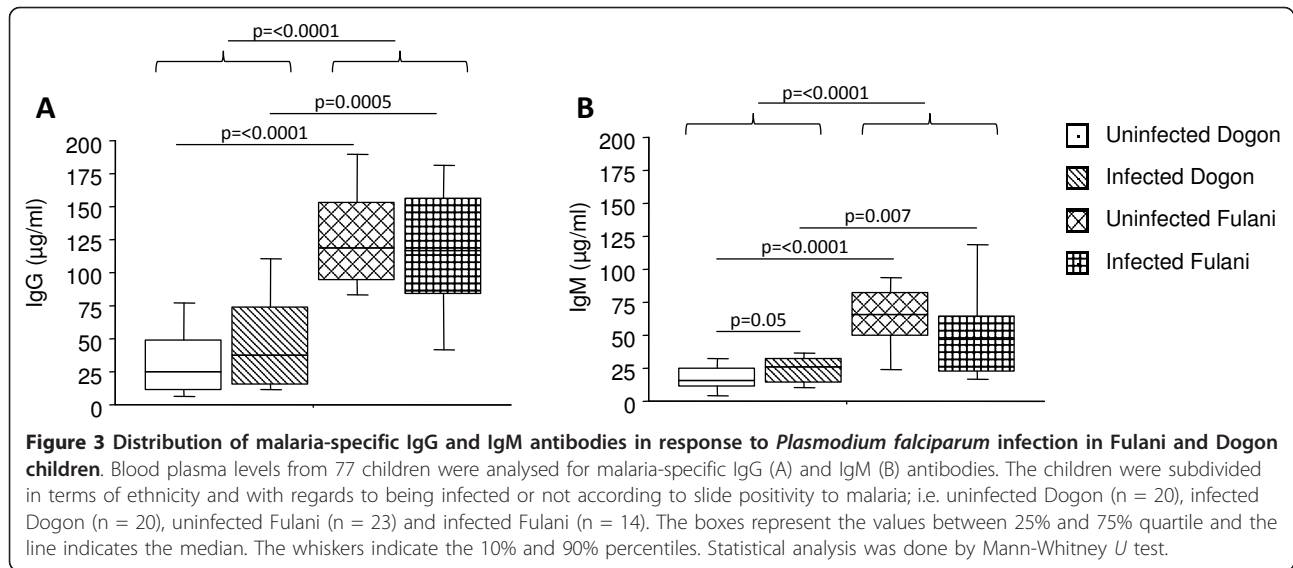 p=<0.0001
p=0.0005
A
p=<0.0001
200
175
150
125
100
75
50
25
0
IgG (µg/ml)
p=<0.0001
B
200
175
150
125
100
75
50
25
0
IgM (µg/ml)
p=0.007
p=<0.0001
p=0.05
Uninfected Dogon
Infected Dogon
Uninfected Fulani
Infected Fulani
Figure 3 Distribution of malaria-specific IgG and IgM antibodies in response to Plasmodium falciparum infection in Fulani and Dogon
children. Blood plasma levels from 77 children were analysed for malaria-specific IgG (A) and IgM (B) antibodies. The children were subdivided
in terms of ethnicity and with regards to being infected or not according to slide positivity to malaria; i.e. uninfected Dogon (n = 20), infected
Dogon (n = 20), uninfected Fulani (n = 23) and infected Fulani (n = 14). The boxes represent the values between 25% and 75% quartile and the
line indicates the median. The whiskers indicate the 10% and 90% percentiles. Statistical analysis was done by Mann-Whitney U test.